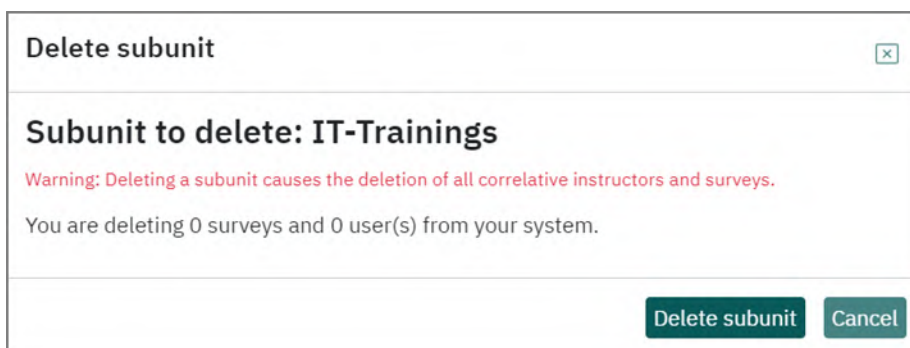 Delete subunit
Subunit to delete: IT-Trainings
Warning: Deleting a subunit causes the deletion of all correlative instructors and surveys.
You are deleting 0 surveys and 0 user(s) from your system.
Delete subunit Cancel